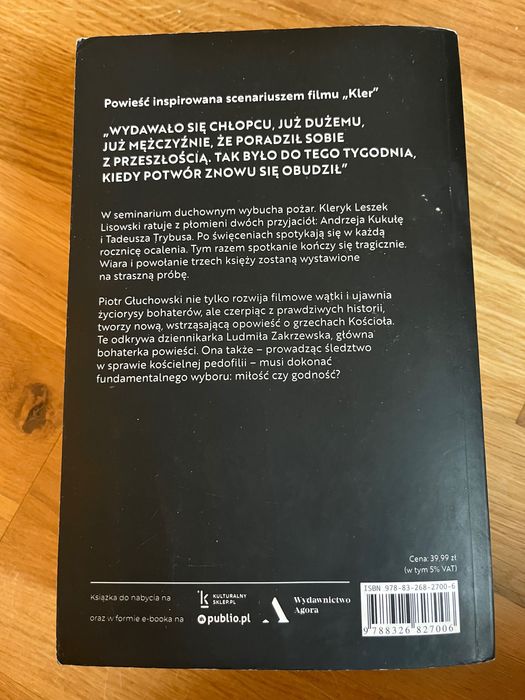 Powieść inspirowana scenariuszem filmu „Kler”
„WYDAWAŁO SIĘ CHŁOPCU, JUŻ DUŻEMU,
JUŻ MĘŻCZYŹNIE, ŻE PORADZIŁ SOBIE
Z PRZESZŁOŚCIĄ. TAK BYŁO DO TEGO TYGODNIA,
KIEDY POTWÓR ZNOWU SIĘ OBUDZIŁ”
W seminarium duchownym wybucha pożar. Kleryk Leszek
Lisowski ratuje z płomieni dwóch przyjaciół: Andrzeja Kukułę
i Tadeusza Trybusa. Po święceniach spotykają się w każdą
rocznicę ocalenia. Tym razem spotkanie kończy się tragicznie.
Wiara i powołanie trzech księży zostaną wystawione
na straszną próbę.
Piotr Głuchowski nie tylko rozwija filmowe wątki i ujawnia
życiorysy bohaterów, ale czerpiąc z prawdziwych historii,
tworzy nową, wstrząsającą opowieść o grzechach Kościoła.
Te odkrywa dziennikarka Ludmiła Zakrzewska, główna
bohaterka powieści. Ona także – prowadząc śledztwo
w sprawie kościelnej pedofilii – musi dokonać
fundamentalnego wyboru: miłość czy godność?
Cena: 39,99 zł
(w tym 5% VAT)
ISBN 978-83-268-2700-6
Książka do nabycia na
KULTURALNY
SKLEP.PL
Wydawnictwo
Agora
oraz w formie e-booka na
publio.pl
9 788326 827006